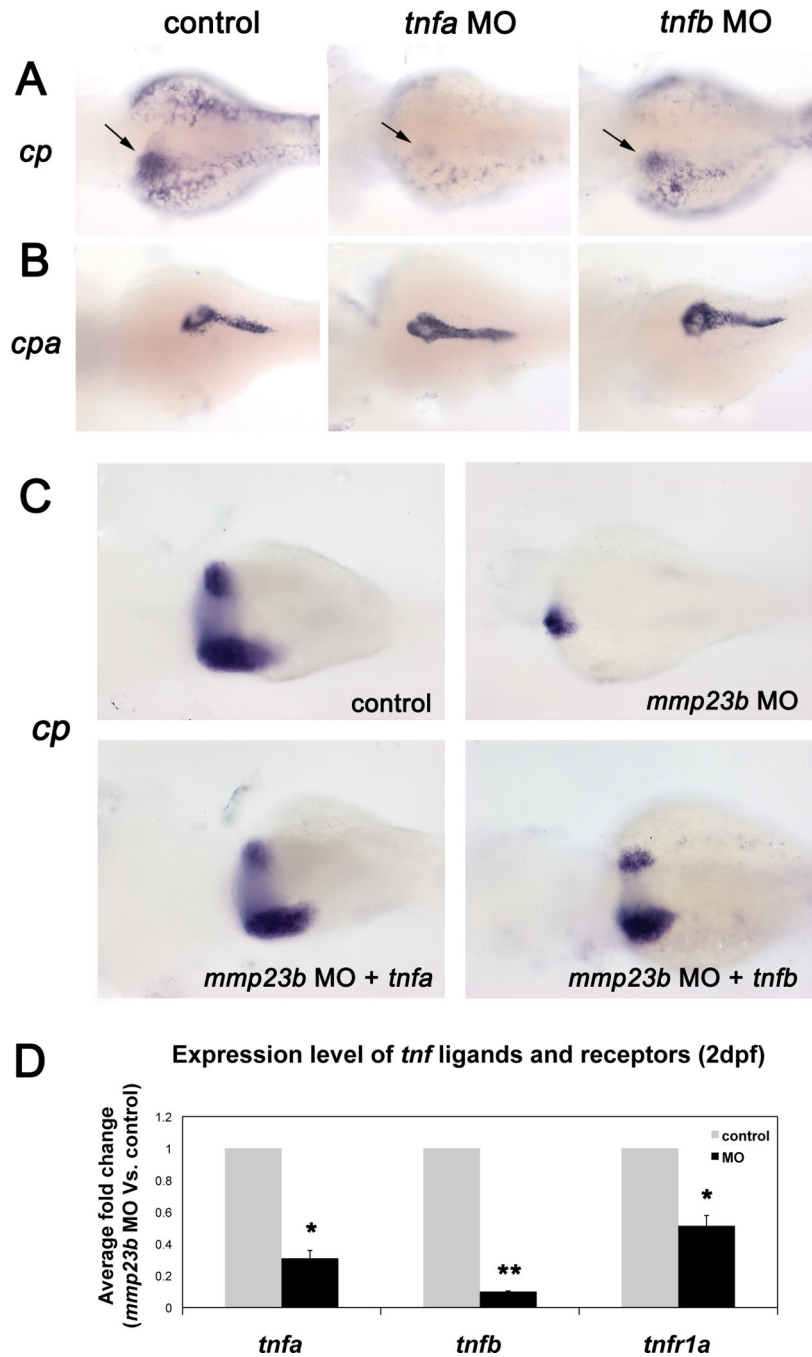 control tnfa MO tnfb MO
A
cp
B
cpa
C
control
mmp23b MO
cp
mmp23b MO + tnfa
mmp23b MO + tnfb
D
Expression level of tnf ligands and receptors (2dpf)
Average fold change
(mmp23b MO Vs. control)
1.2
1
0.8
0.6
0.4
0.2
0
control
MO
*
**
*
tnfa tnfb tnfr1a